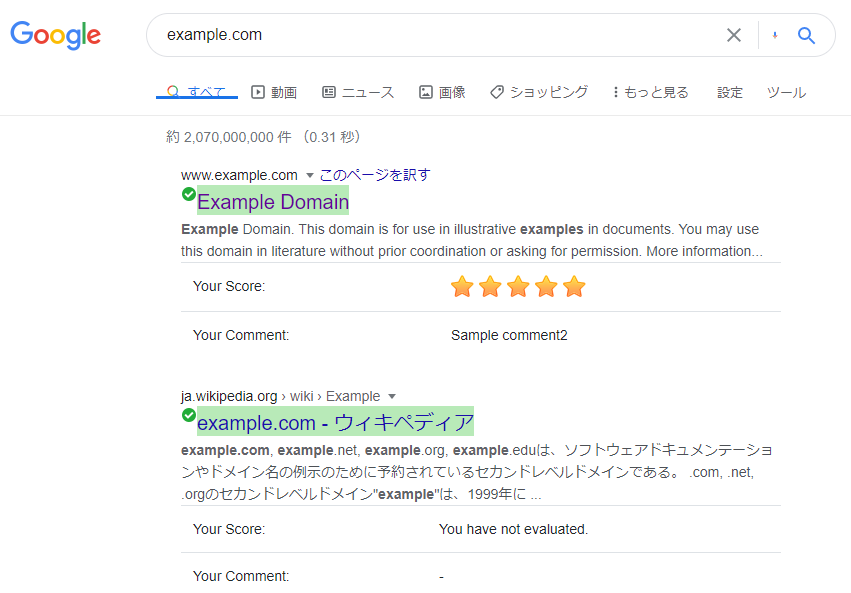 Google
example.com
すべて 動画 ニュース 画像 ショッピング もっと見る 設定 ツール
約 2,070,000,000 件 （0.31 秒）
www.example.com このページを訳す
Example Domain
Example Domain. This domain is for use in illustrative examples in documents. You may use
this domain in literature without prior coordination or asking for permission. More information...
Your Score:
Your Comment: Sample comment2
ja.wikipedia.org › wiki › Example
example.com - ウィキペディア
example.com, example.net, example.org, example.eduは、ソフトウェアドキュメンテーショ
ンやドメイン名の例示のために予約されているセカンドレベルドメインである。 .com, .net,
.orgのセカンドレベルドメイン"example"は、1999年に ...
Your Score: You have not evaluated.
Your Comment: -